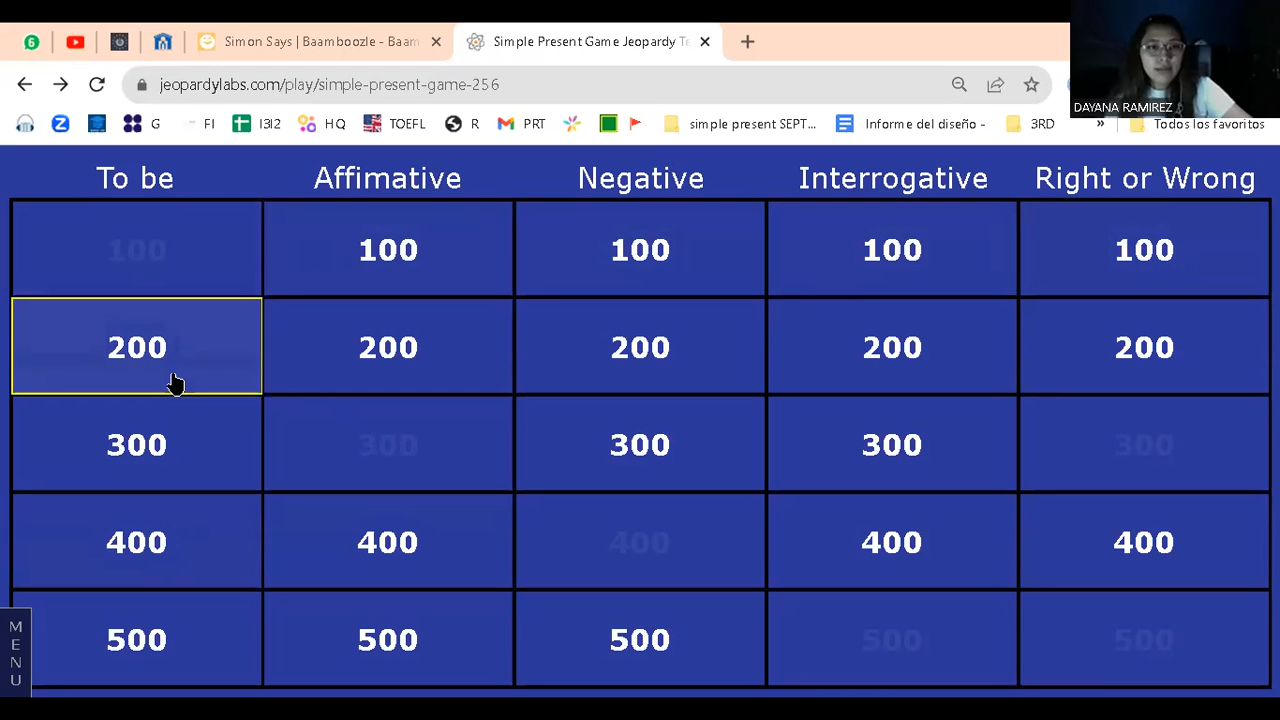 6
Simon Says | Baamboozle - Baam
Simple Present Game Jeopardy Te
jeopardylabs.com/play/simple-present-game-256
G
FI
I3I2
HQ
TOEFL
R
PRT
simple present SEPT...
Informe del diseño -
3RD
»
Todos los favoritos
DAYANA RAMIREZ
To be Affimative Negative Interrogative Right or Wrong
100 100 100 100 100
200 200 200 200 200
300 300 300 300 300
400 400 400 400 400
500 500 500 500 500
MENU